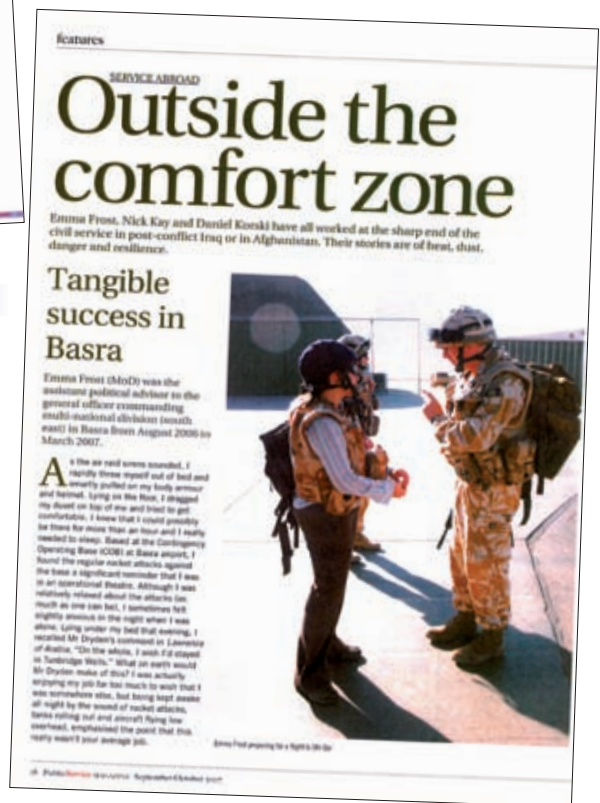 features
SERVICE ABROAD
Outside the
comfort zone
Emma Frost, Nick Kay and Daniel Korski have all worked at the sharp end of the
civil service in post-conflict Iraq or in Afghanistan. Their stories are of heat, dust,
danger and resilience.
Tangible
success in
Basra
Emma Frost (MoD) was the
assistant political advisor to the
general officer commanding
multi-national division (south
east) in Basra from August 2006 to
March 2007.
As the air raid sirens sounded, I
rapidly threw myself out of bed and
smartly pulled on my body armour
and helmet. Lying on the floor, I dragged
my duvet on top of me and tried to get
comfortable. I knew that I could possibly
be there for more than an hour and I really
needed to sleep. Based at the Contingency
Operating Base (COB) at Basra airport, I
found the regular rocket attacks against
the base a significant reminder that I was
in an operational theatre. Although I was
relatively relaxed about the attacks (as
much as one can be), I sometimes felt
slightly anxious in the night when I was
alone. Lying under my bed that evening, I
recalled Mr Dryden's comment in Lawrence
of Arabia, "On the whole, I wish I'd stayed
in Tunbridge Wells." What on earth would
Mr Dryden make of this? I was actually
enjoying my job far too much to wish that I
was somewhere else, but being kept awake
all night by the sound of rocket attacks,
tanks rolling out and aircraft flying low
overhead, emphasised the point that this
really wasn't your average job.
Emma Frost preparing for a flight to
PublicService September/October 2007